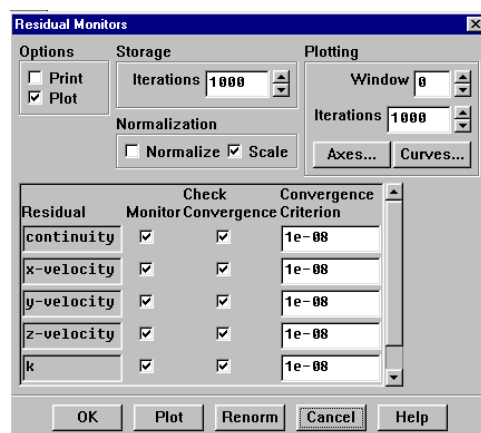 Residual Monitors
Options
Print
Plot
Storage
Iterations 1000
Normalization
Normalize Scale
Plotting
Window 0
Iterations 1000
Axes... Curves...
Residual Monitor Check Convergence Convergence Criterion
continuity 1e-08
x-velocity 1e-08
y-velocity 1e-08
z-velocity 1e-08
k 1e-08
OK Plot Renorm Cancel Help